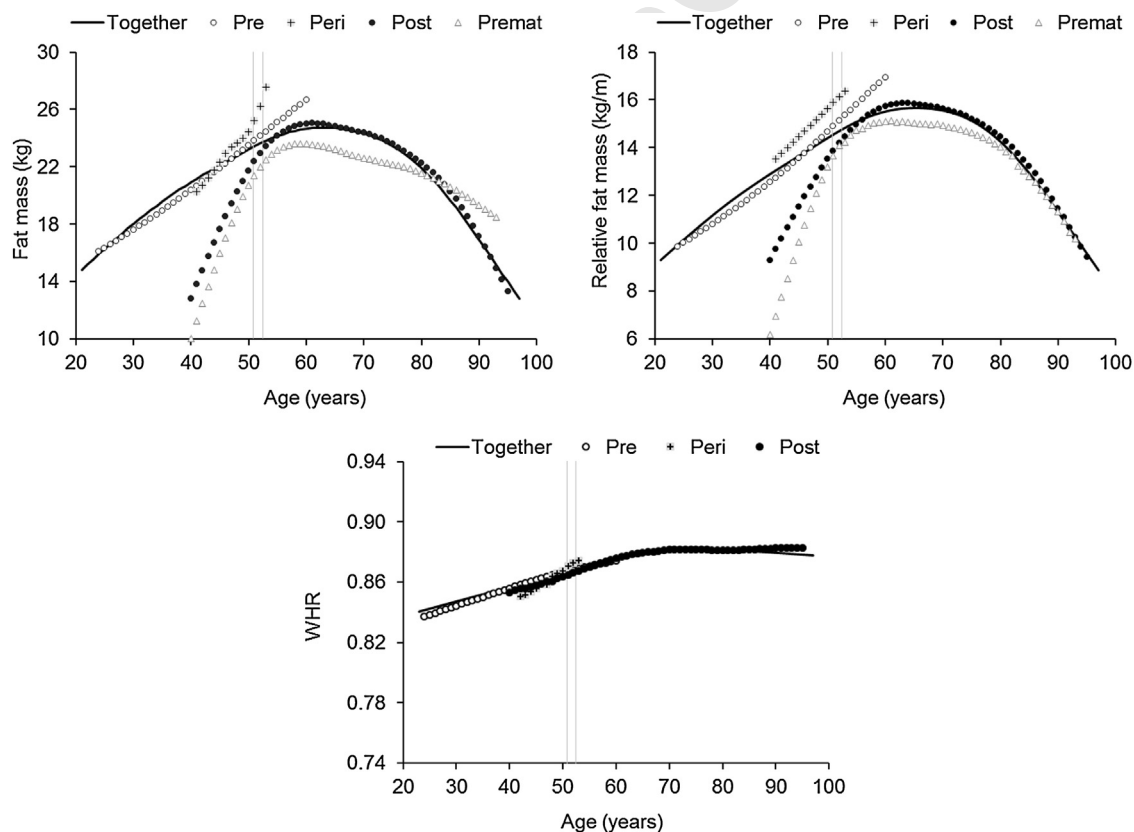 Together Pre Peri Post Premat
30
26
22
18
14
10
Fat mass (kg)
20 30 40 50 60 70 80 90 100
Age (years)
Together Pre Peri Post Premat
18
16
14
12
10
8
6
Relative fat mass (kg/m)
20 30 40 50 60 70 80 90 100
Age (years)
Together Pre Peri Post
0.94
0.90
0.86
0.82
0.78
0.74
WHR
20 30 40 50 60 70 80 90 100
Age (years)